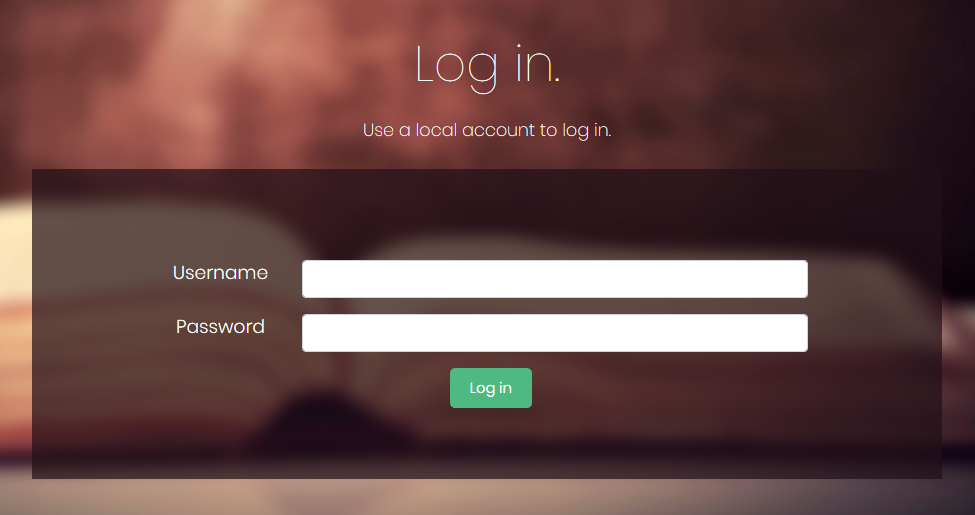 Log in.
Use a local account to log in.
Username
Password
Log in